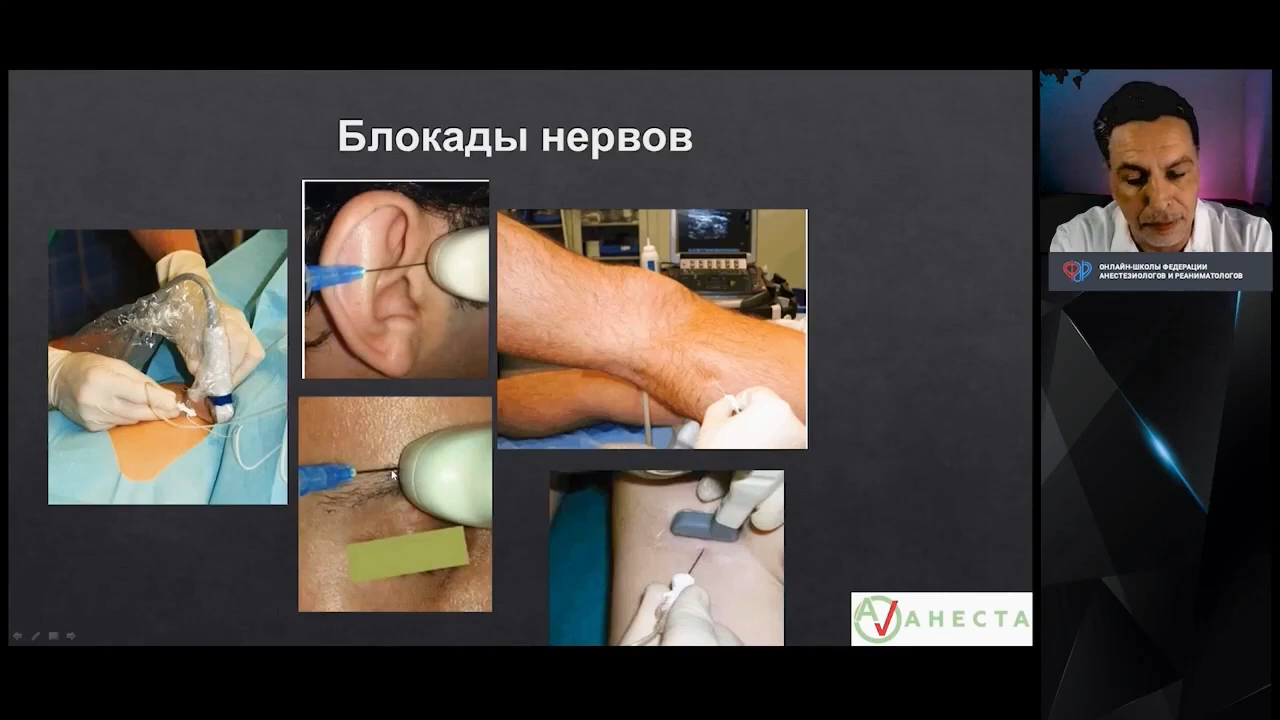 Блокады нервов
ОНЛАЙН-ШКОЛЫ ФЕДЕРАЦИИ
АНЕСТЕЗИОЛОГОВ И РЕАНИМАТОЛОГОВ
АНЕСТА